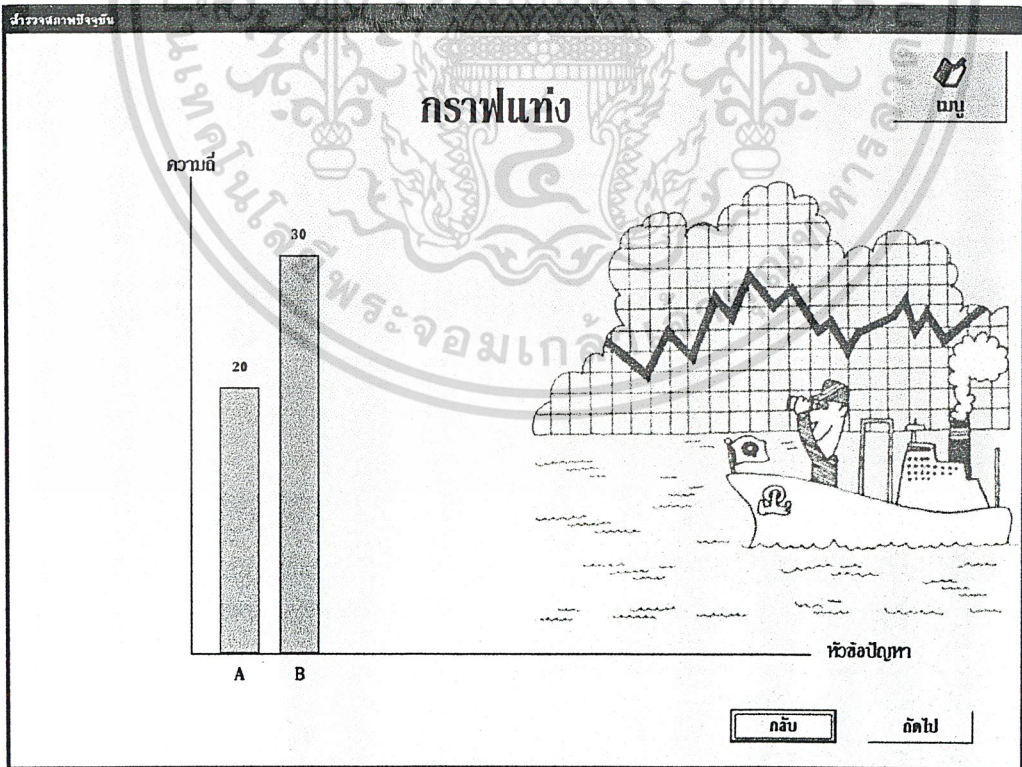 สำรวจสภาพปัจจุบัน
เมนู
กราฟแท่ง
ความถี่
30
20
A
B
หัวข้อปัญหา
กลับ
ถัดไป